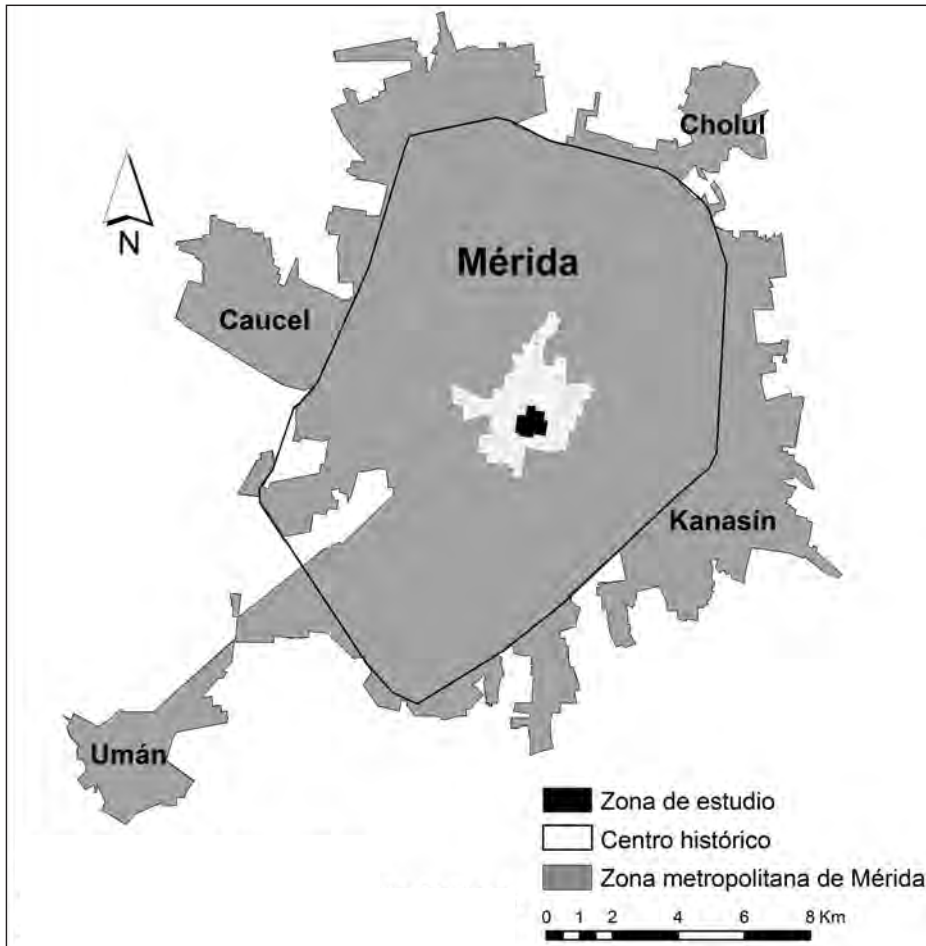 Cholul
N
Mérida
Caucel
Kanasín
Umán
Zona de estudio
Centro histórico
Zona metropolitana de Mérida
0 1 2 4 6 8 Km